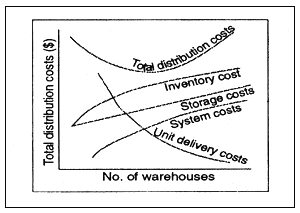 Total distribution costs ($)
Total distribution costs
Inventory cost
Storage costs
System costs
Unit delivery costs
No. of warehouses